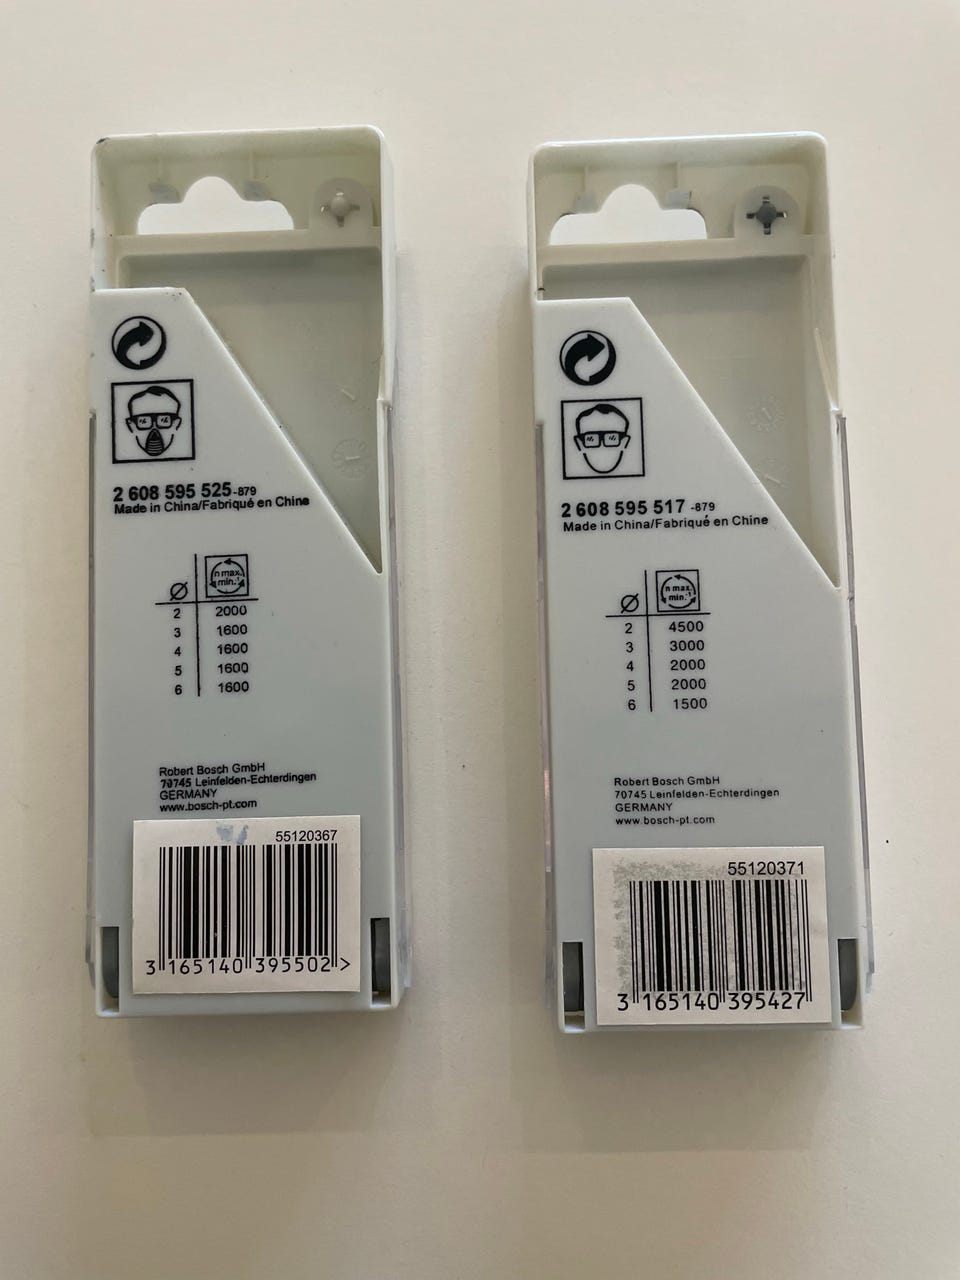 2 608 595 525-879
Made in China/Fabriqué en Chine
n max.
min.-1
Ø
2 2000
3 1600
4 1600
5 1600
6 1600
Robert Bosch GmbH
70745 Leinfelden-Echterdingen
GERMANY
www.bosch-pt.com
55120367
3 165140 395502 >
2 608 595 517 -879
Made in China/Fabriqué en Chine
n max.
min.-1
Ø
2 4500
3 3000
4 2000
5 2000
6 1500
Robert Bosch GmbH
70745 Leinfelden-Echterdingen
GERMANY
www.bosch-pt.com
55120371
3 165140 395427